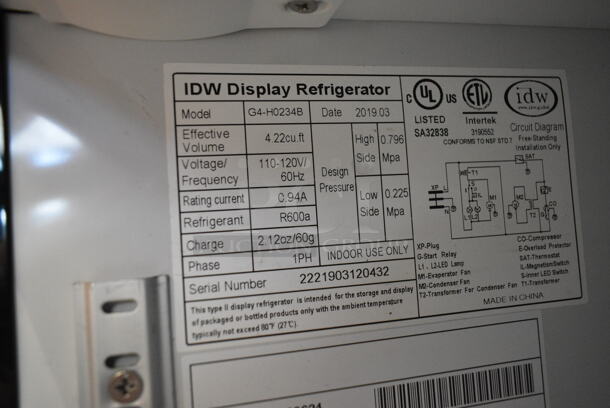 IDW Display Refrigerator
Model G4-H0234B Date 2019.03
Effective Volume 4.22cu.ft
Voltage/ Frequency 110-120V/ 60Hz
Rating current 0.94A
Refrigerant R600a
Charge 2.12oz/60g
Phase 1PH
Design Pressure
High Side 0.796 Mpa
Low Side 0.225 Mpa
INDOOR USE ONLY
Serial Number 2221903120432
This type II display refrigerator is intended for the storage and display
of packaged or bottled products only with the ambient temperature
typically not exceed 80°F (27°C).
C UL US
LISTED
SA32838
ETL
Intertek
3190552
CONFORMS TO NSF STD.7
idw
Circuit Diagram
Free-Standing
Installation Only
XP-Plug
G-Start Relay
L1、L2-LED Lamp
M1-Evaporator Fan
M2-Condenser Fan
CO-Compressor
E-Overload Protector
SAT-Thermostat
IL-Magnetism Switch
S-Inner LED Switch
T1-Transformer
T2-Transformer For Condenser Fan
MADE IN CHINA